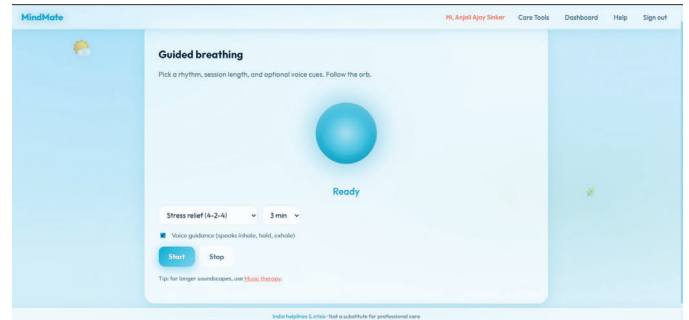 MindMate
Hi, Anjali Ajay Sinker Care Tools Dashboard Help Sign out
Guided breathing
Pick a rhythm, session length, and optional voice cues. Follow the orb.
Ready
Stress relief (4-2-4) 3 min
Voice guidance (speaks inhale, hold, exhale)
Start Stop
Tip: for longer soundscapes, use Music therapy.
India helplines & crisis · Not a substitute for professional care